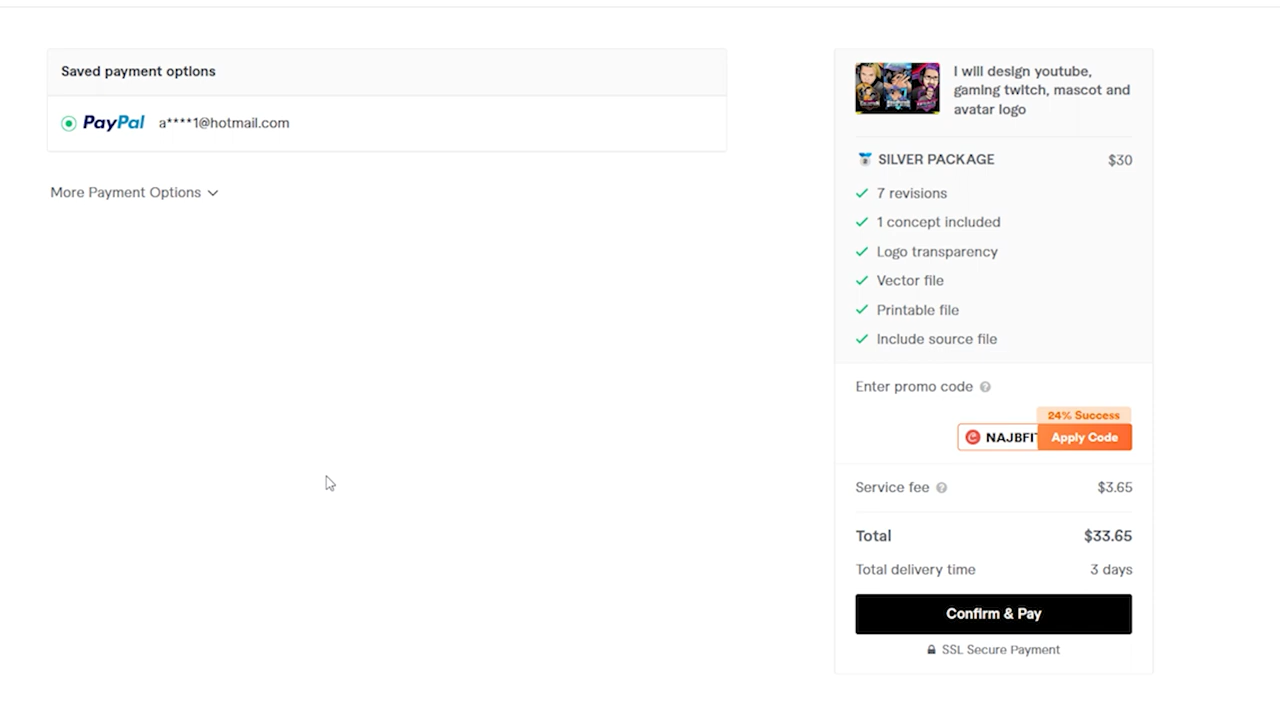 Saved payment options
PayPal a****1@hotmail.com
More Payment Options
I will design youtube,
gaming twitch, mascot and
avatar logo
SILVER PACKAGE $30
7 revisions
1 concept included
Logo transparency
Vector file
Printable file
Include source file
Enter promo code
24% Success
NAJBFIT Apply Code
Service fee $3.65
Total $33.65
Total delivery time 3 days
Confirm & Pay
SSL Secure Payment